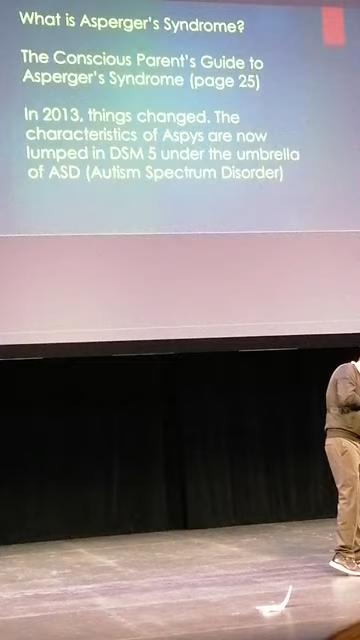 What is Asperger's Syndrome?
The Conscious Parent's Guide to
Asperger's Syndrome (page 25)
In 2013, things changed. The
characteristics of Aspys are now
lumped in DSM 5 under the umbrella
of ASD (Autism Spectrum Disorder)